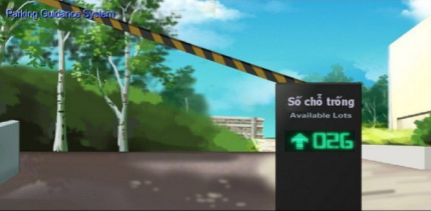 Parking Guidance System
Số chỗ trống
Available Lots
026